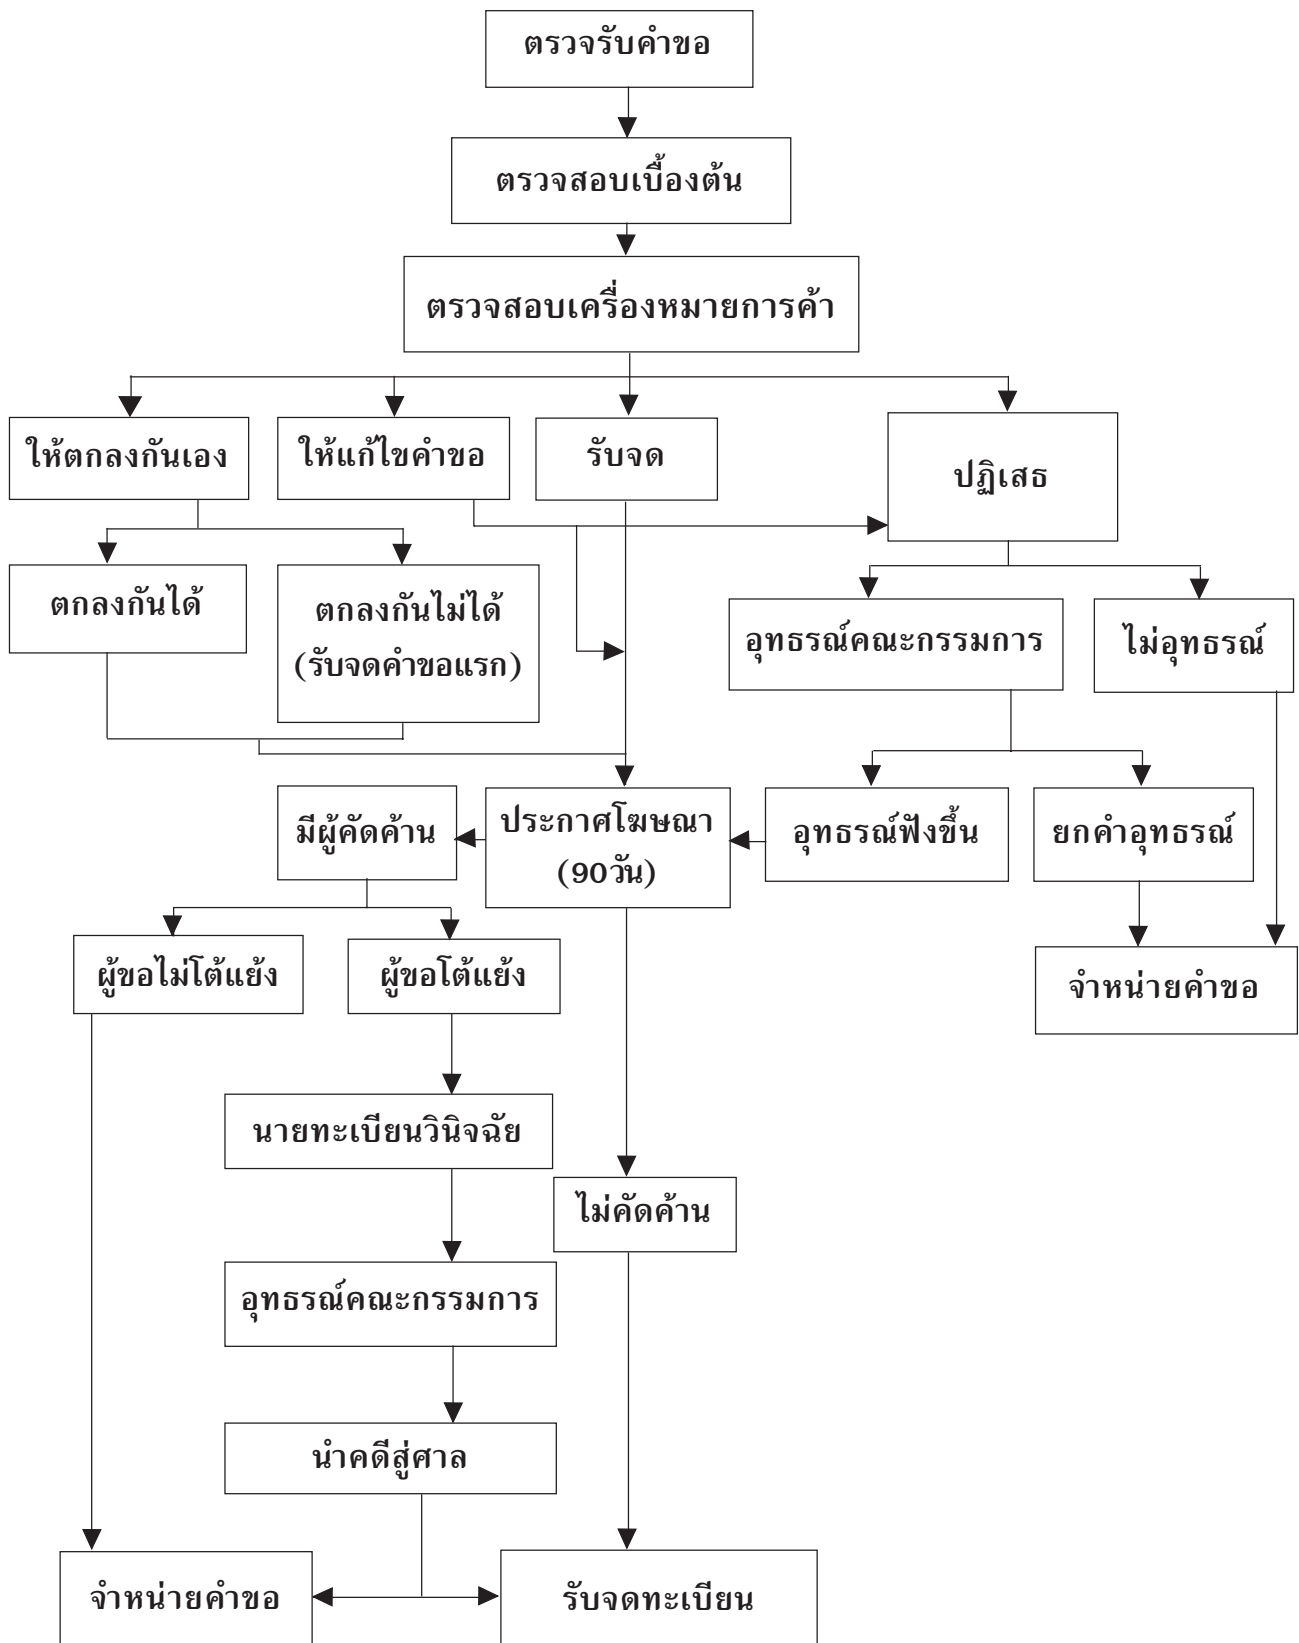 ตรวจรับคำขอ
ตรวจสอบเบื้องต้น
ตรวจสอบเครื่องหมายการค้า
ให้ตกลงกันเอง
ให้แก้ไขคำขอ
รับจด
ปฏิเสธ
ตกลงกันได้
ตกลงกันไม่ได้
(รับจดคำขอแรก)
อุทธรณ์คณะกรรมการ
ไม่อุทธรณ์
มีผู้คัดค้าน
ประกาศโฆษณา
(90วัน)
อุทธรณ์ฟังขึ้น
ยกคำอุทธรณ์
ผู้ขอไม่โต้แย้ง
ผู้ขอโต้แย้ง
จำหน่ายคำขอ
นายทะเบียนวินิจฉัย
ไม่คัดค้าน
อุทธรณ์คณะกรรมการ
นำคดีสู่ศาล
จำหน่ายคำขอ
รับจดทะเบียน